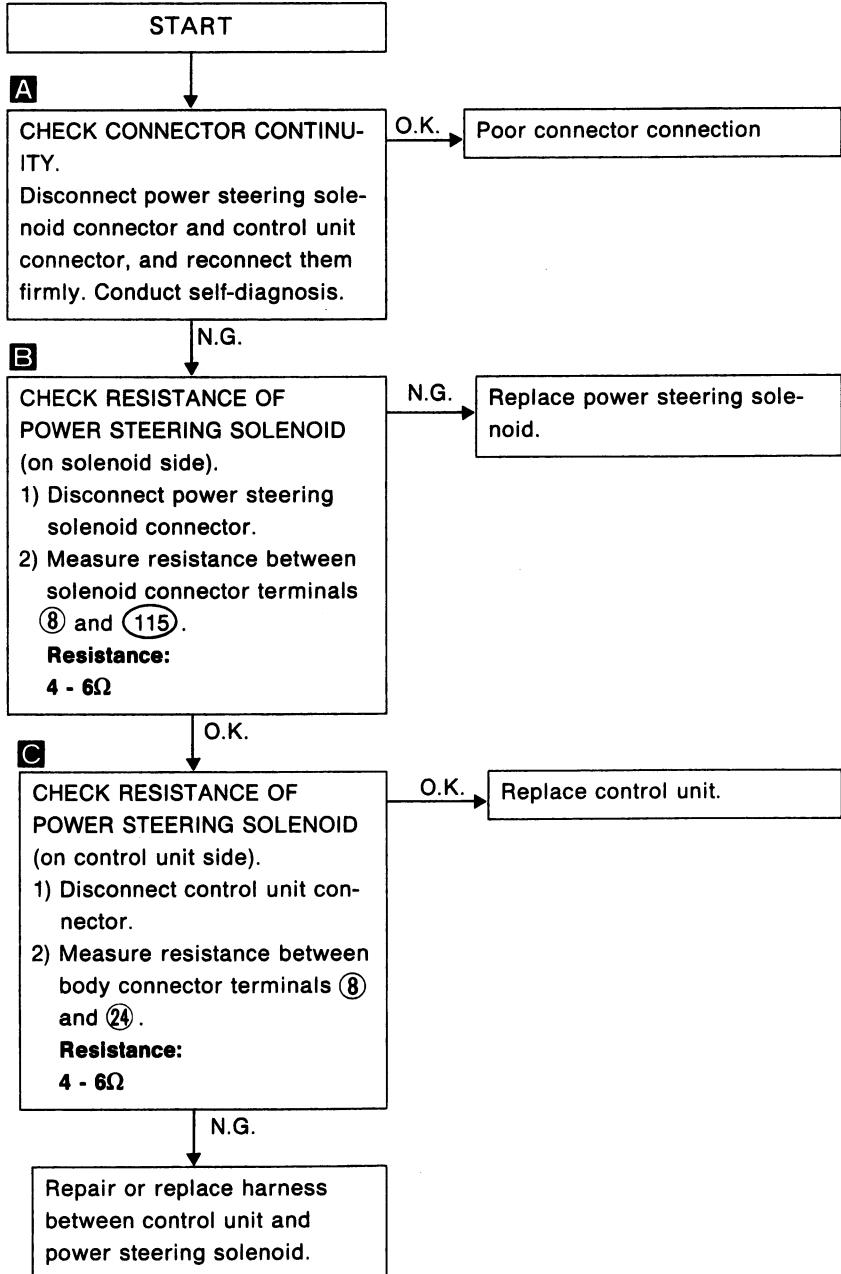 START
A
CHECK CONNECTOR CONTINU-
ITY.
Disconnect power steering sole-
noid connector and control unit
connector, and reconnect them
firmly. Conduct self-diagnosis.
O.K.
Poor connector connection
N.G.
B
CHECK RESISTANCE OF
POWER STEERING SOLENOID
(on solenoid side).
1) Disconnect power steering
solenoid connector.
2) Measure resistance between
solenoid connector terminals
⑧ and (115).
Resistance:
4 - 6Ω
N.G.
Replace power steering sole-
noid.
O.K.
C
CHECK RESISTANCE OF
POWER STEERING SOLENOID
(on control unit side).
1) Disconnect control unit con-
nector.
2) Measure resistance between
body connector terminals ⑧
and ㉔.
Resistance:
4 - 6Ω
O.K.
Replace control unit.
N.G.
Repair or replace harness
between control unit and
power steering solenoid.